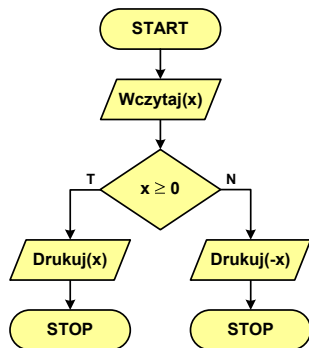 START
Wczytaj(x)
x ≥ 0
T
N
Drukuj(x)
Drukuj(-x)
STOP
STOP